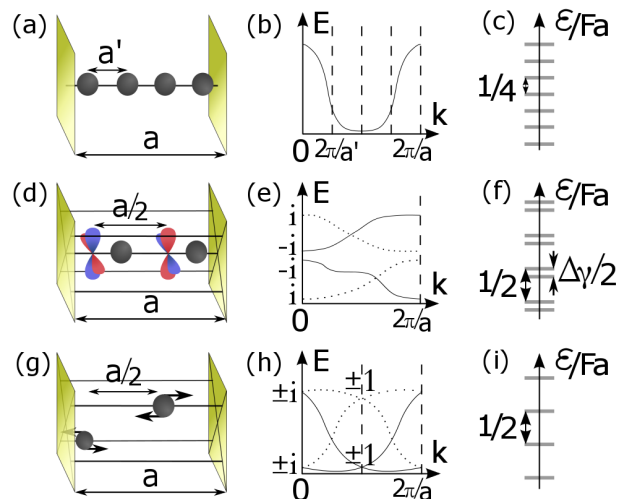 (a)
a'
a
(b)
E
k
0
2π/a'
2π/a
(c)
ε/Fa
1/4
(d)
a/2
a
(e)
E
i
-1
-1
i
k
0
2π/a
(f)
ε/Fa
1/2
Δγ/2
(g)
a/2
a
(h)
E
±i
±1
±i
±1
k
0
2π/a
(i)
ε/Fa
1/2